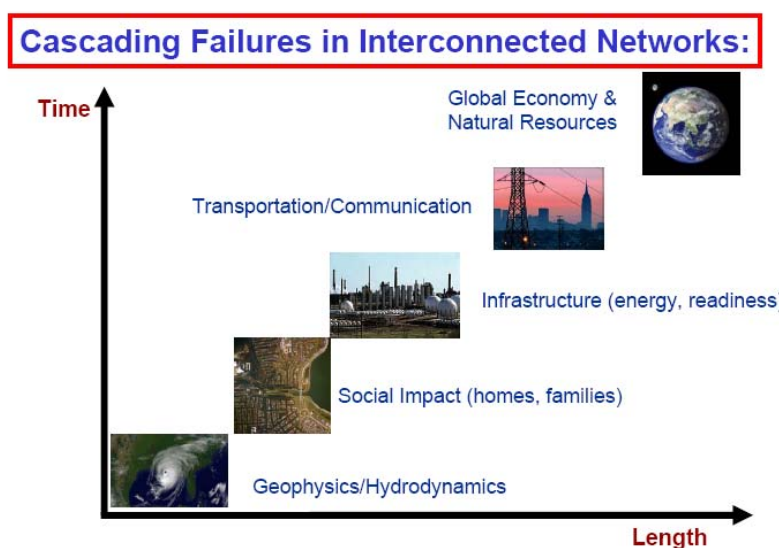 Cascading Failures in Interconnected Networks:
Time
Global Economy &
Natural Resources
Transportation/Communication
Infrastructure (energy, readiness)
Social Impact (homes, families)
Geophysics/Hydrodynamics
Length